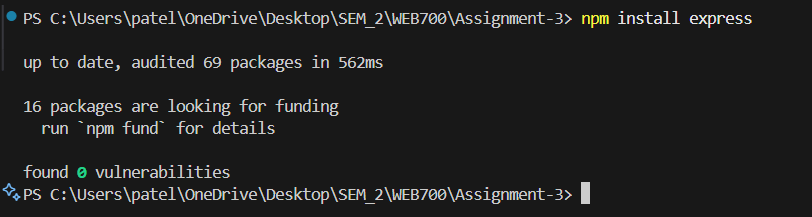 PS C:\Users\patel\OneDrive\Desktop\SEM_2\WEB700\Assignment-3> npm install express
up to date, audited 69 packages in 562ms
16 packages are looking for funding
  run `npm fund` for details
found 0 vulnerabilities
PS C:\Users\patel\OneDrive\Desktop\SEM_2\WEB700\Assignment-3>